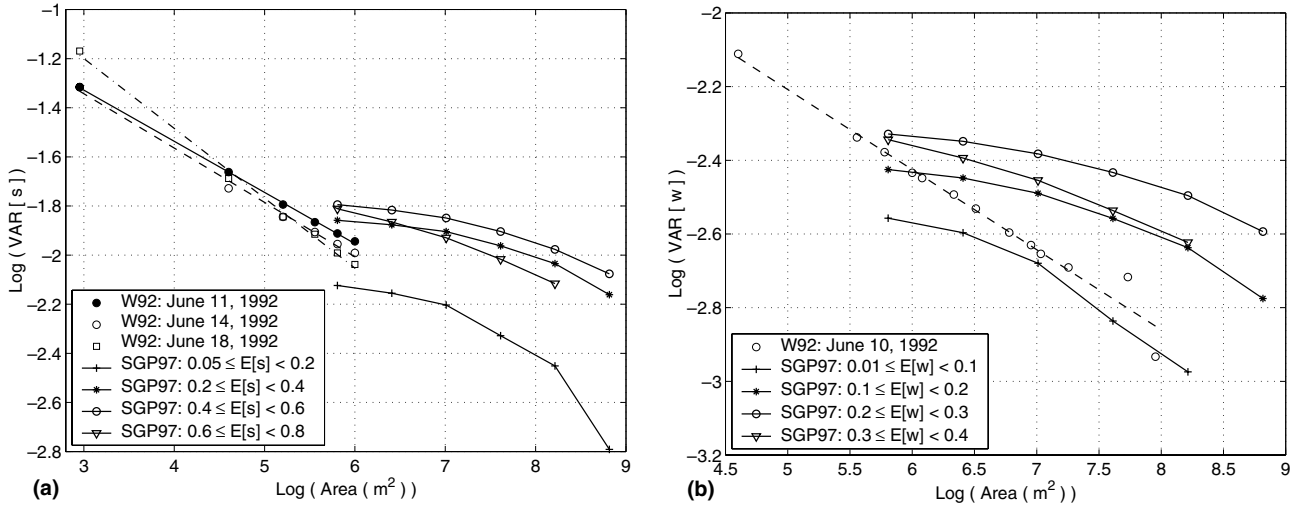 −1.2
−1.4
−1.6
−1.8
−2
−2.2
−2.4
−2.6
−2.8
Log ( VAR [ s ] )
W92: June 11, 1992
W92: June 14, 1992
W92: June 18, 1992
SGP97: 0.05 ≤ E[s] < 0.2
SGP97: 0.2 ≤ E[s] < 0.4
SGP97: 0.4 ≤ E[s] < 0.6
SGP97: 0.6 ≤ E[s] < 0.8
3 4 5 6 7 8 9
(a) Log ( Area ( m² ) )
−2
−2.2
−2.4
−2.6
−2.8
−3
−3.2
Log ( VAR [ w ] )
W92: June 10, 1992
SGP97: 0.01 ≤ E[w] < 0.1
SGP97: 0.1 ≤ E[w] < 0.2
SGP97: 0.2 ≤ E[w] < 0.3
SGP97: 0.3 ≤ E[w] < 0.4
4.5 5 5.5 6 6.5 7 7.5 8 8.5 9
(b) Log ( Area ( m² ) )